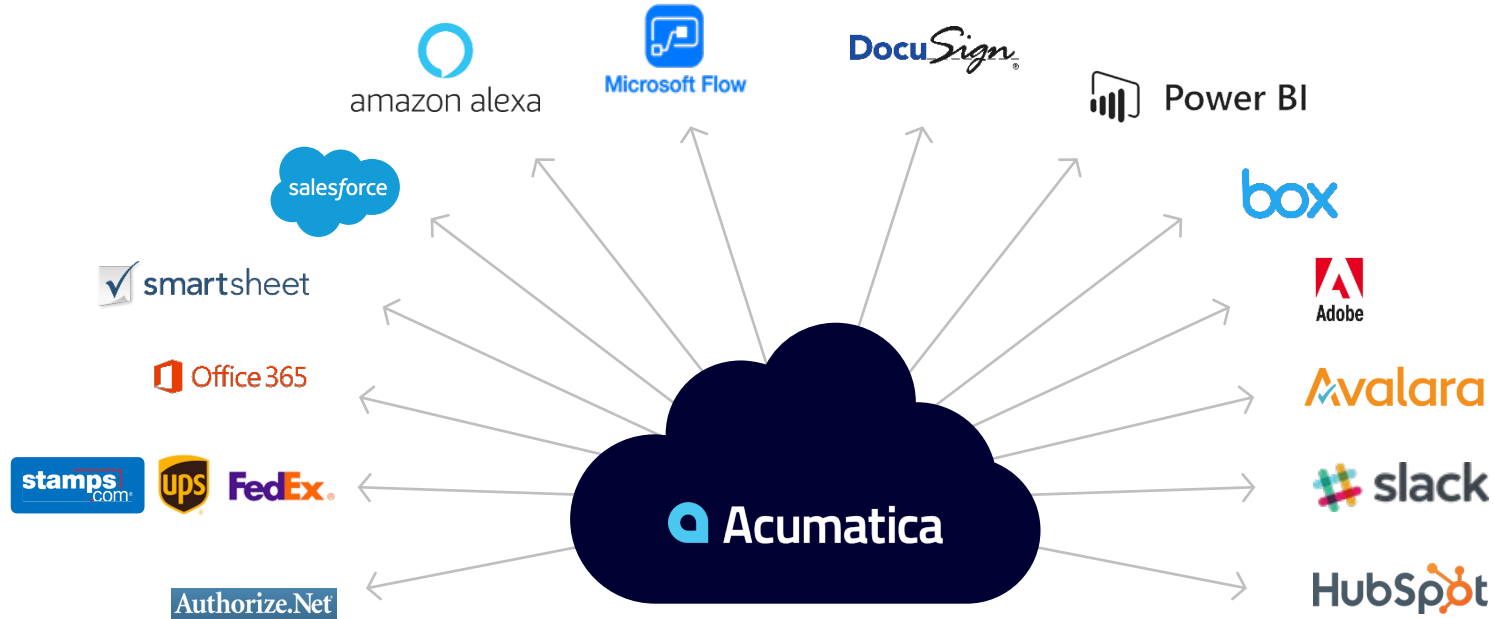 amazon alexa
Microsoft Flow
DocuSign®
Power BI
salesforce
box
smartsheet
Adobe
Office 365
Avalara
stamps
.com®
ups
FedEx®
slack
Acumatica
Authorize.Net
HubSpot